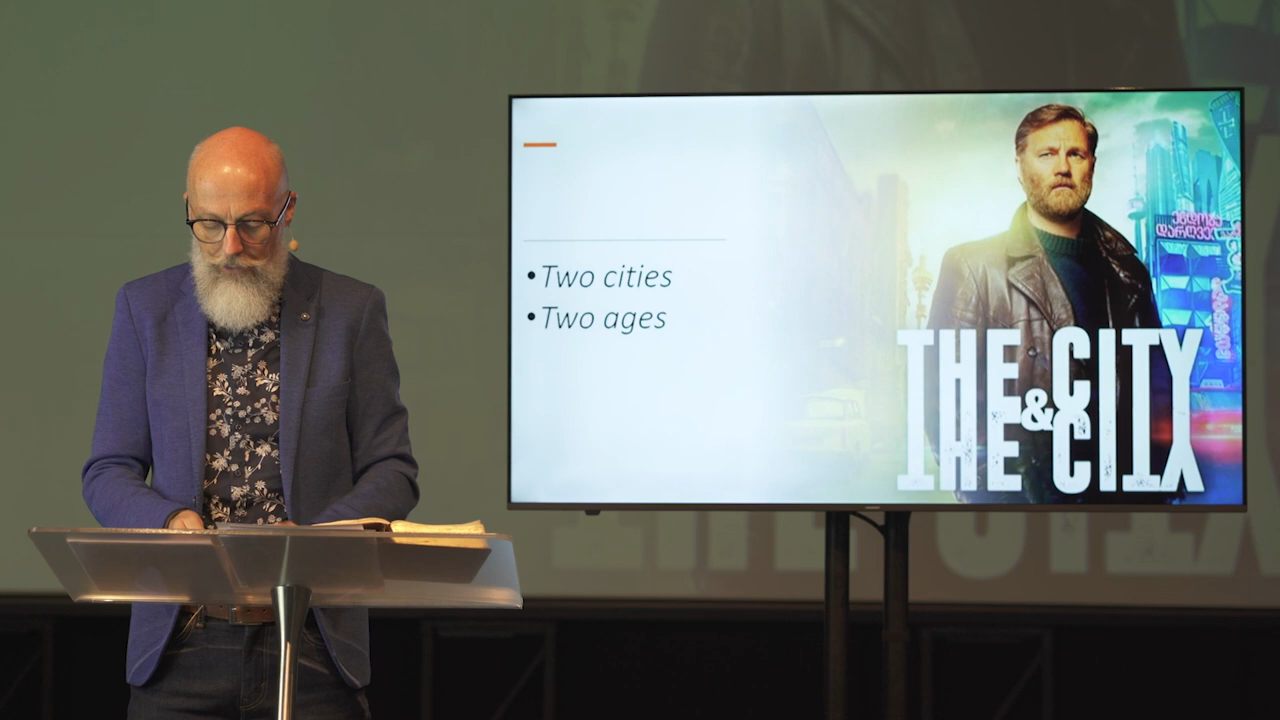 • Two cities
• Two ages
THE CITY
&
THE CITY